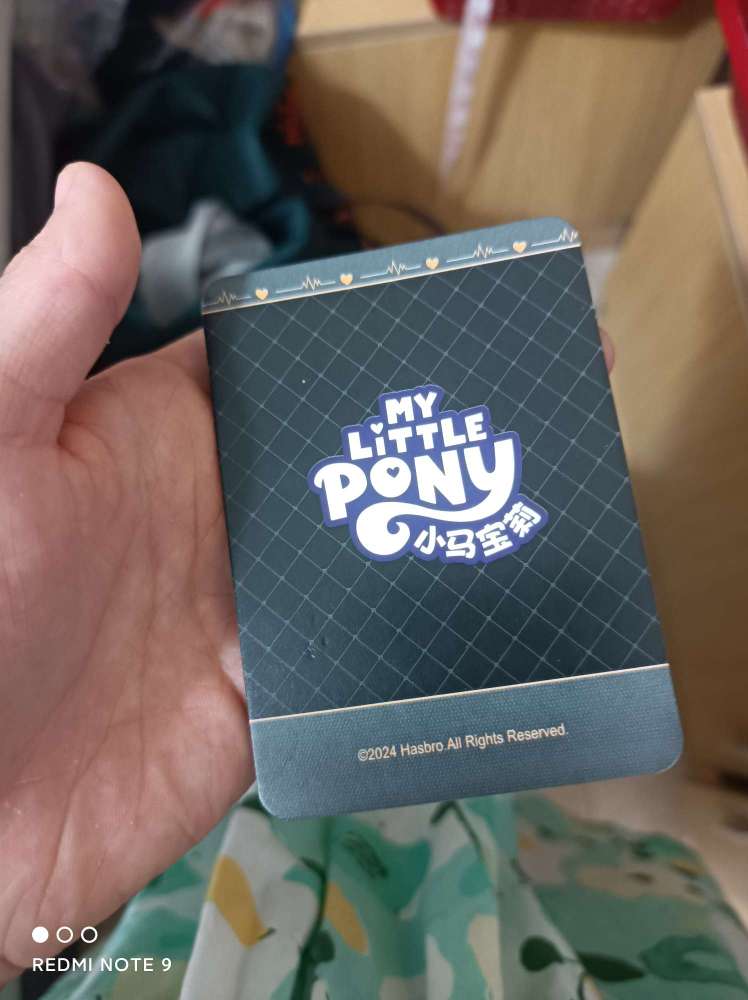 MY
LITTLE
PONY
小马宝莉
©2024 Hasbro.All Rights Reserved.
REDMI NOTE 9